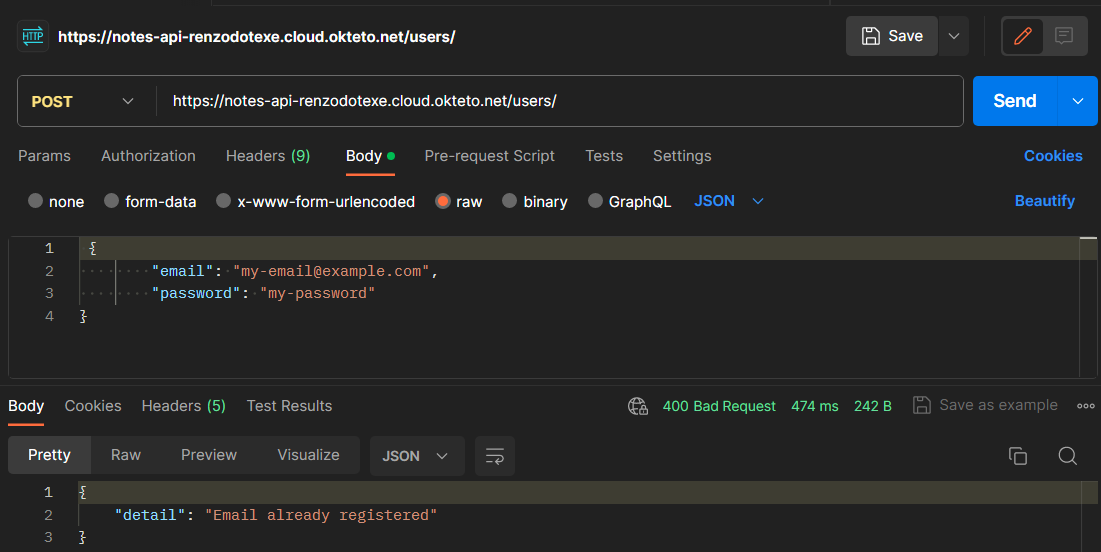 HTTP https://notes-api-renzodotexe.cloud.okteto.net/users/ Save
POST https://notes-api-renzodotexe.cloud.okteto.net/users/ Send
Params Authorization Headers (9) Body Pre-request Script Tests Settings Cookies
none form-data x-www-form-urlencoded raw binary GraphQL JSON Beautify
1 {
2 "email": "my-email@example.com",
3 "password": "my-password"
4 }
Body Cookies Headers (5) Test Results 400 Bad Request 474 ms 242 B Save as example
Pretty Raw Preview Visualize JSON
1 {
2 "detail": "Email already registered"
3 }